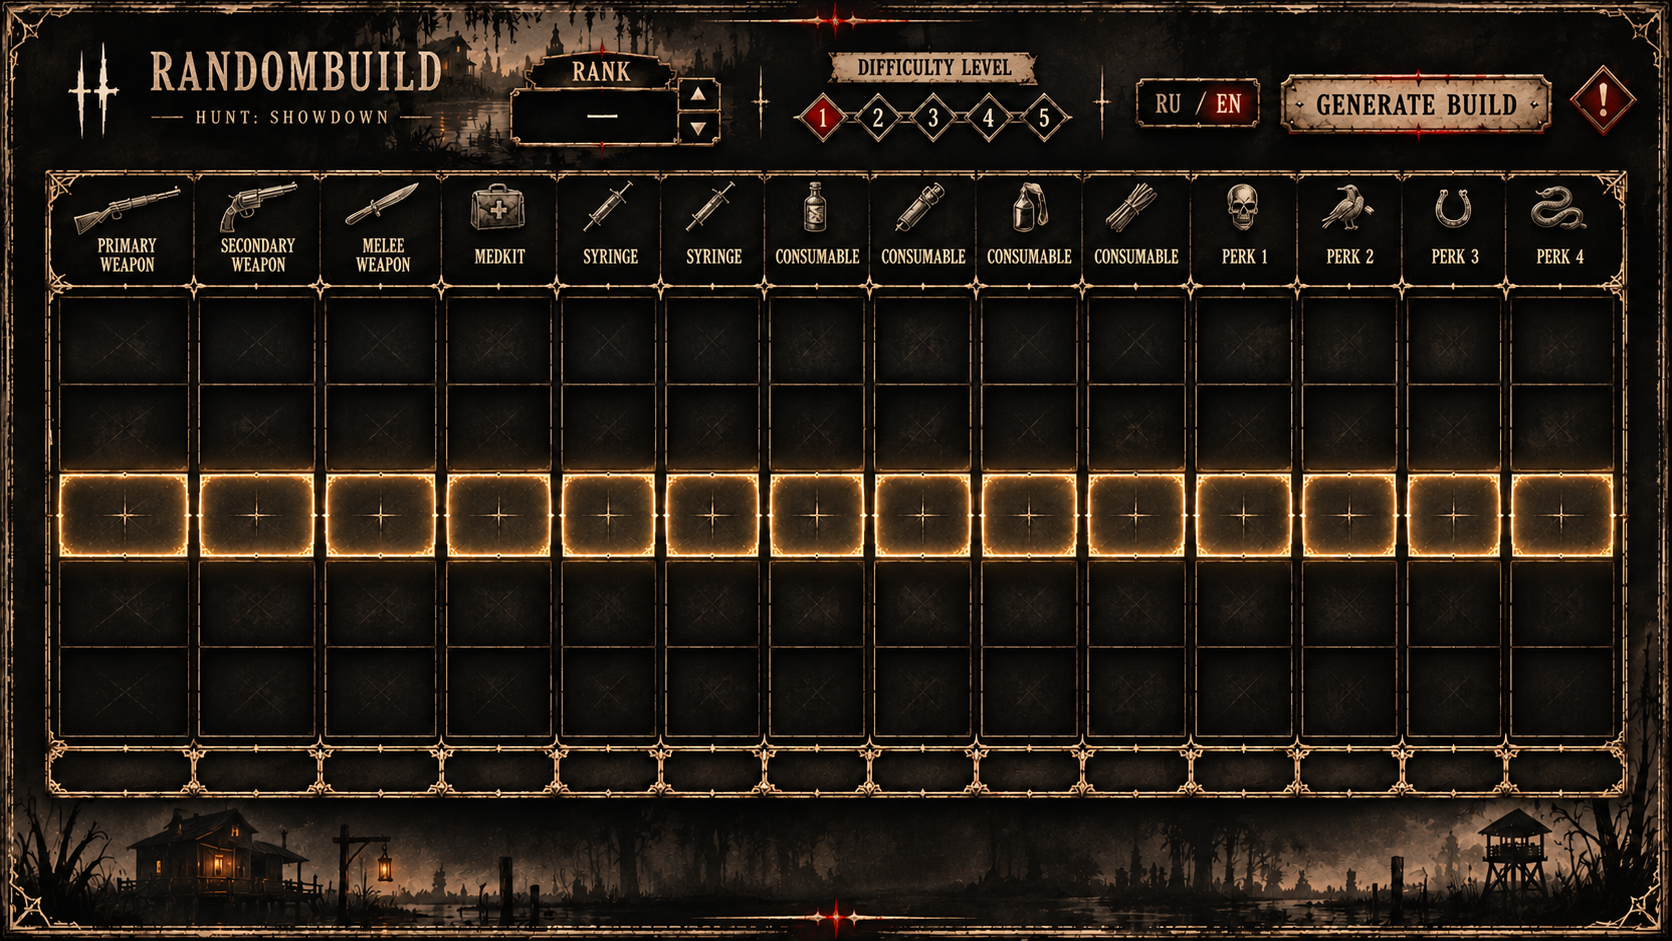 RANDOMBUILD
HUNT: SHOWDOWN
RANK
—
DIFFICULTY LEVEL
1 2 3 4 5
RU / EN
GENERATE BUILD
!
PRIMARY
WEAPON
SECONDARY
WEAPON
MELEE
WEAPON
MEDKIT
SYRINGE
SYRINGE
CONSUMABLE
CONSUMABLE
CONSUMABLE
CONSUMABLE
PERK 1
PERK 2
PERK 3
PERK 4